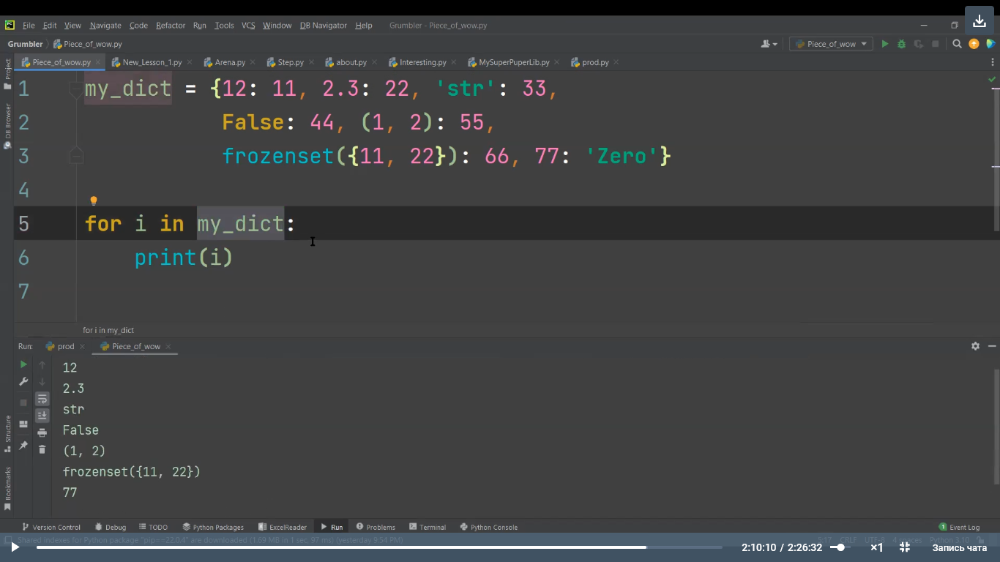 File Edit View Navigate Code Refactor Run Tools VCS Window DB Navigator Help Grumbler - Piece_of_wow.py
Grumbler Piece_of_wow.py Piece_of_wow
Piece_of_wow.py New_Lesson_1.py Arena.py Step.py about.py Interesting.py MySuperPuperLib.py prod.py
Project
DB Browser
1 my_dict = {12: 11, 2.3: 22, 'str': 33,
2 False: 44, (1, 2): 55,
3 frozenset({11, 22}): 66, 77: 'Zero'}
4
5 for i in my_dict:
6 print(i)
7
for i in my_dict
Run: prod Piece_of_wow
12
2.3
str
False
(1, 2)
frozenset({11, 22})
77
Structure
Bookmarks
Version Control Debug TODO Python Packages ExcelReader Run Problems Terminal Python Console 1 Event Log
Shared indexes for Python package "pip==22.0.4" are downloaded (1.69 MB in 1 sec, 97 ms) (yesterday 9:54 PM) 5:17 CRLF UTF-8 4 spaces Python 3.10
2:10:10 / 2:26:32 ×1 Запись чата